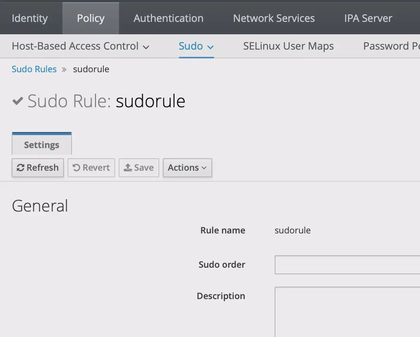 Identity Policy Authentication Network Services IPA Server
Host-Based Access Control Sudo SELinux User Maps Password
Sudo Rules » sudorule
Sudo Rule: sudorule
Settings
Refresh Revert Save Actions
General
Rule name sudorule
Sudo order
Description